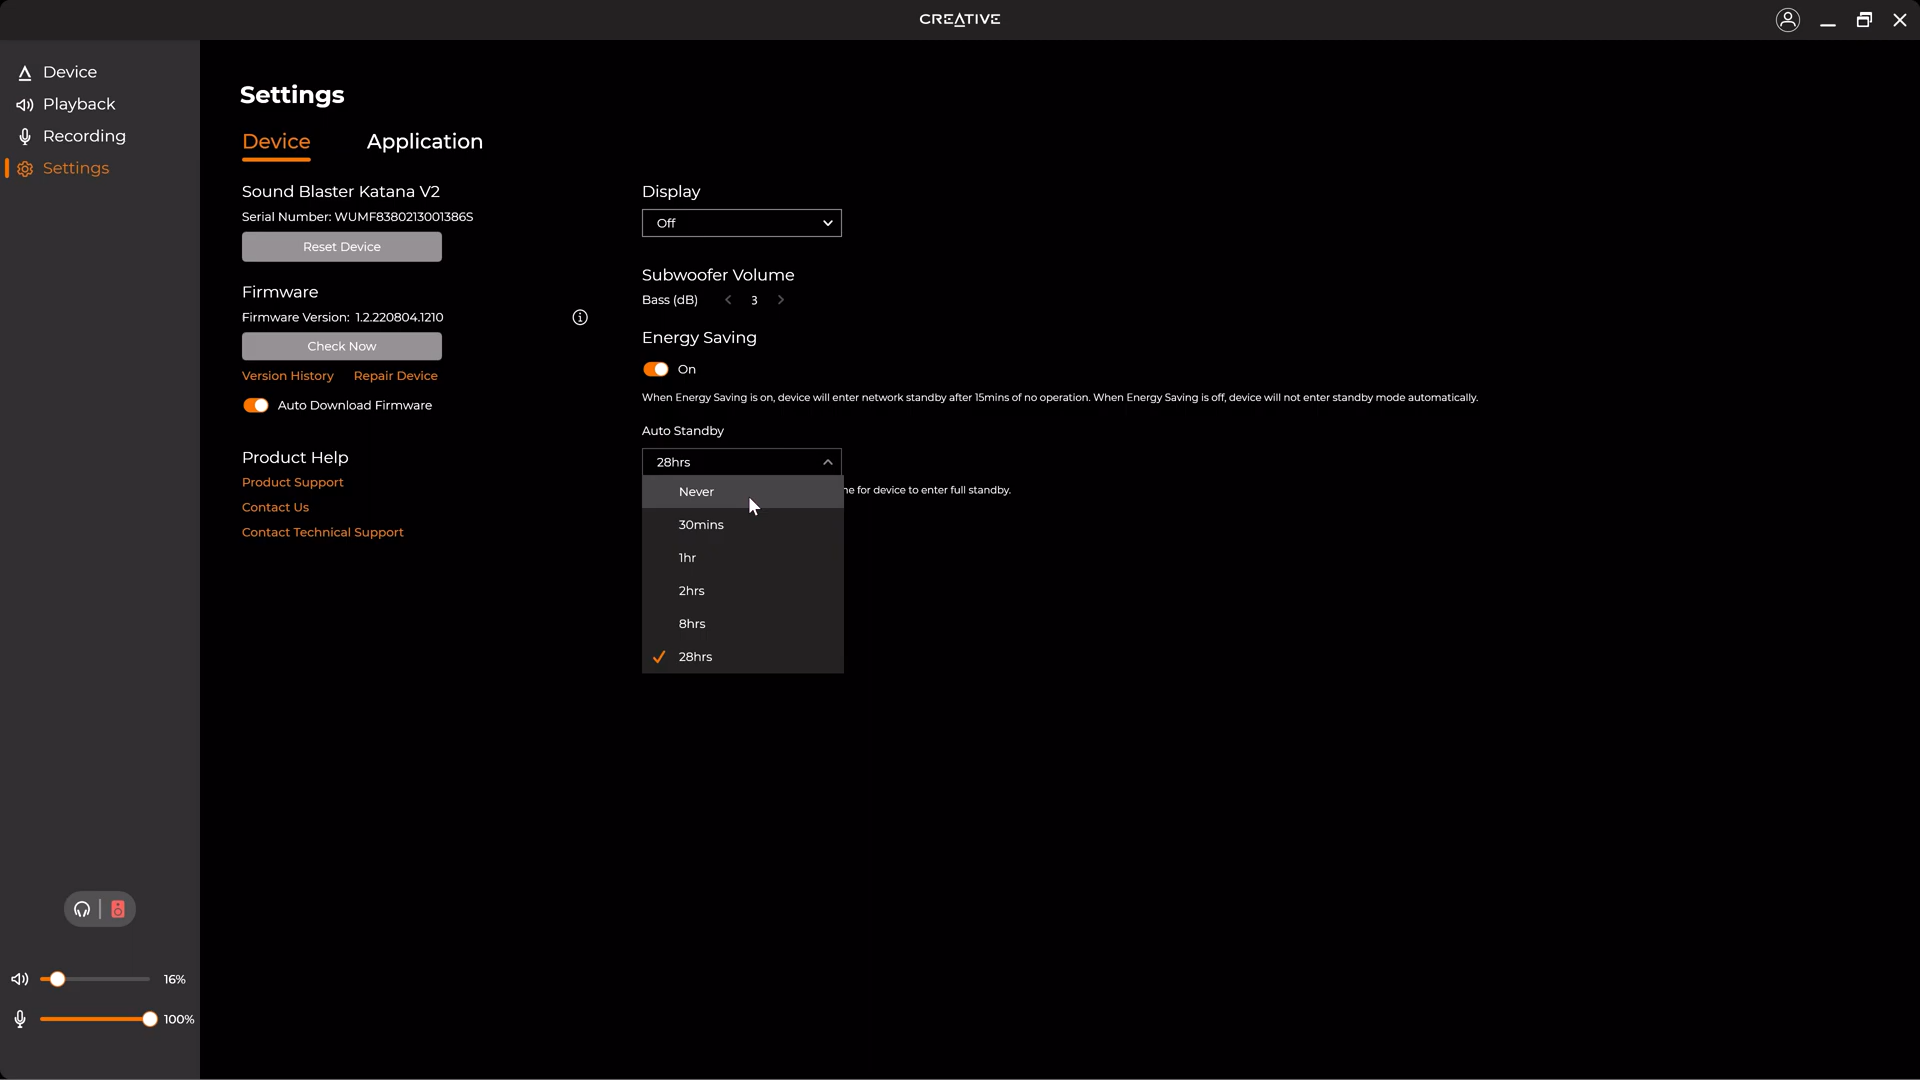 CREATIVE
Device
Playback
Recording
Settings
Settings
Device
Application
Sound Blaster Katana V2
Serial Number: WUMF8380213001386S
Reset Device
Firmware
Firmware Version: 1.2.220804.1210
Check Now
Version History
Repair Device
Auto Download Firmware
Product Help
Product Support
Contact Us
Contact Technical Support
Display
Off
Subwoofer Volume
Bass (dB)
3
Energy Saving
On
When Energy Saving is on, device will enter network standby after 15mins of no operation. When Energy Saving is off, device will not enter standby mode automatically.
Auto Standby
28hrs
for device to enter full standby.
Never
30mins
1hr
2hrs
8hrs
28hrs
16%
100%